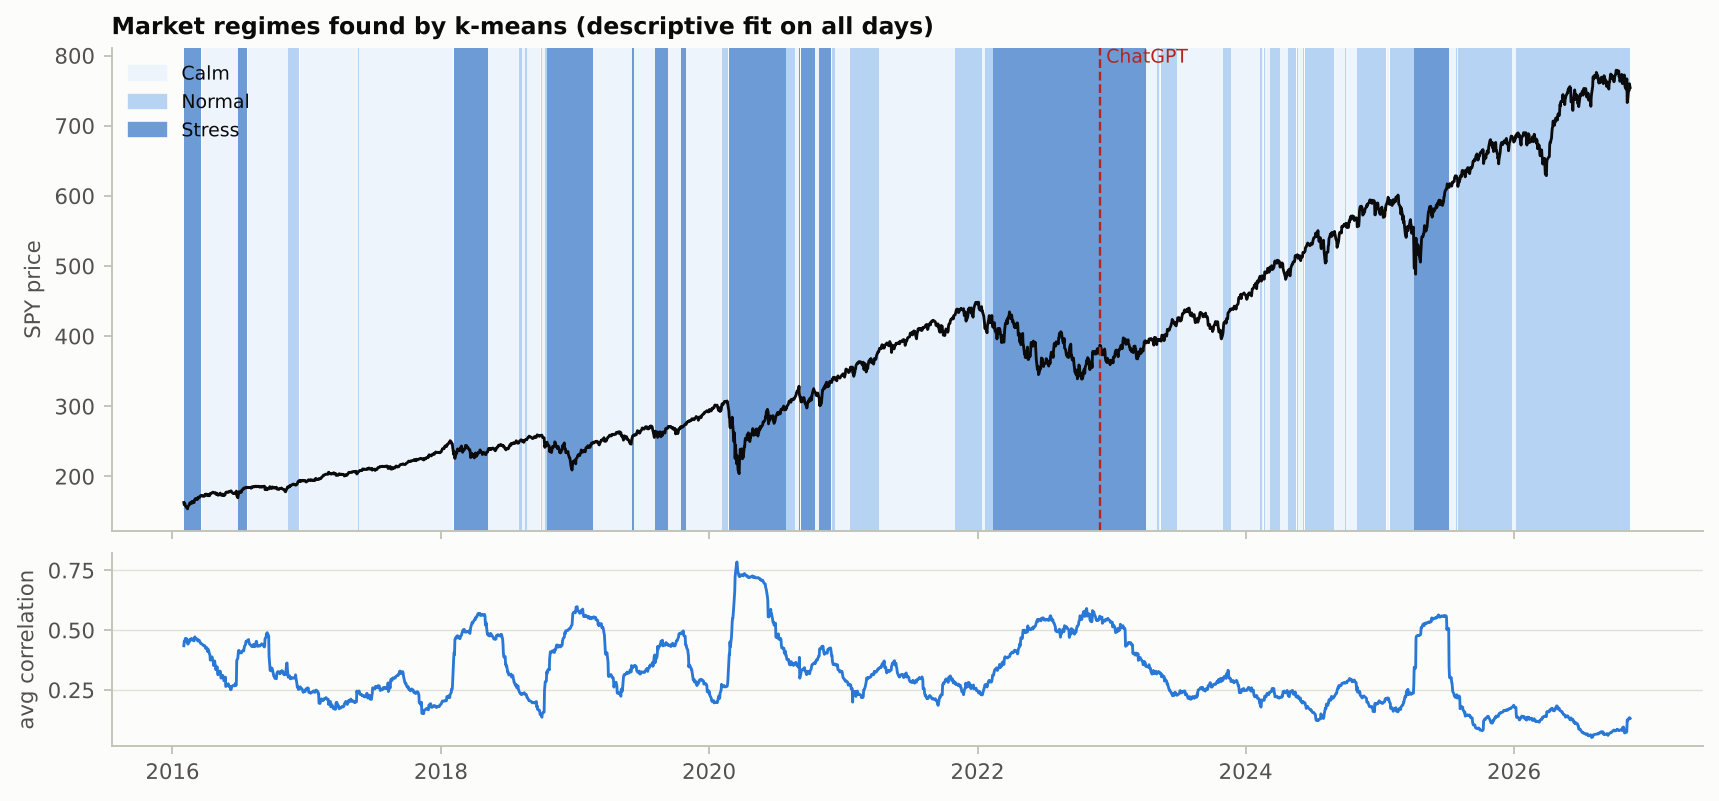 Market regimes found by k-means (descriptive fit on all days)
ChatGPT
Calm
Normal
Stress
800
700
600
500
400
300
200
SPY price
0.75
0.50
0.25
avg correlation
2016
2018
2020
2022
2024
2026